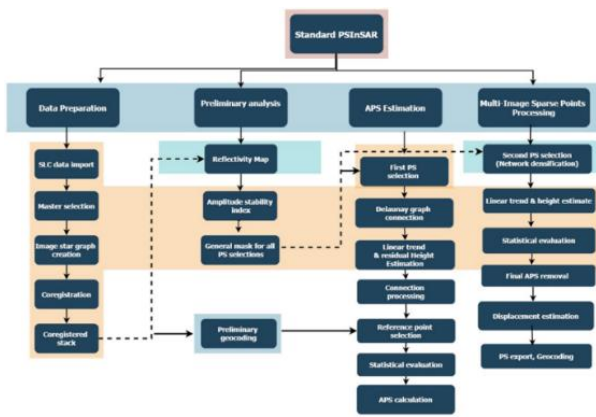 Standard PSInSAR
Data Preparation
Preliminary analysis
APS Estimation
Multi-Image Sparse Points
Processing
SLC data import
Master selection
Image star graph
creation
Coregistration
Coregistered
stack
Reflectivity Map
Amplitude stability
index
General mask for all
PS selections
Preliminary
geocoding
First PS
selection
Delaunay graph
connection
Linear trend
& residual Height
Estimation
Connection
processing
Reference point
selection
Statistical evaluation
APS calculation
Second PS selection
(Network densification)
Linear trend & height estimate
Statistical evaluation
Final APS removal
Displacement estimation
PS export, Geocoding